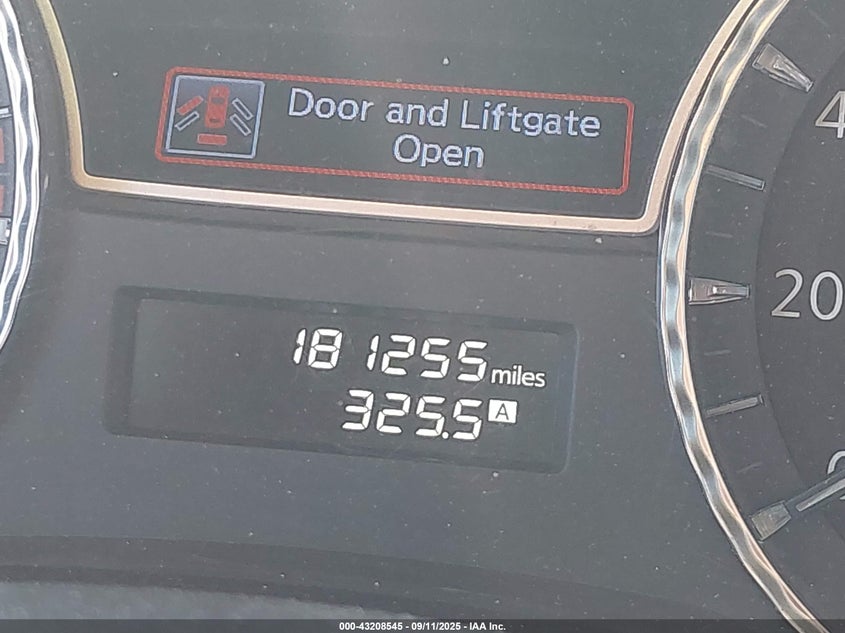 Door and Liftgate
Open
4
20
181255 miles
325.5 A
000-43208545 - 09/11/2025 - IAA Inc.